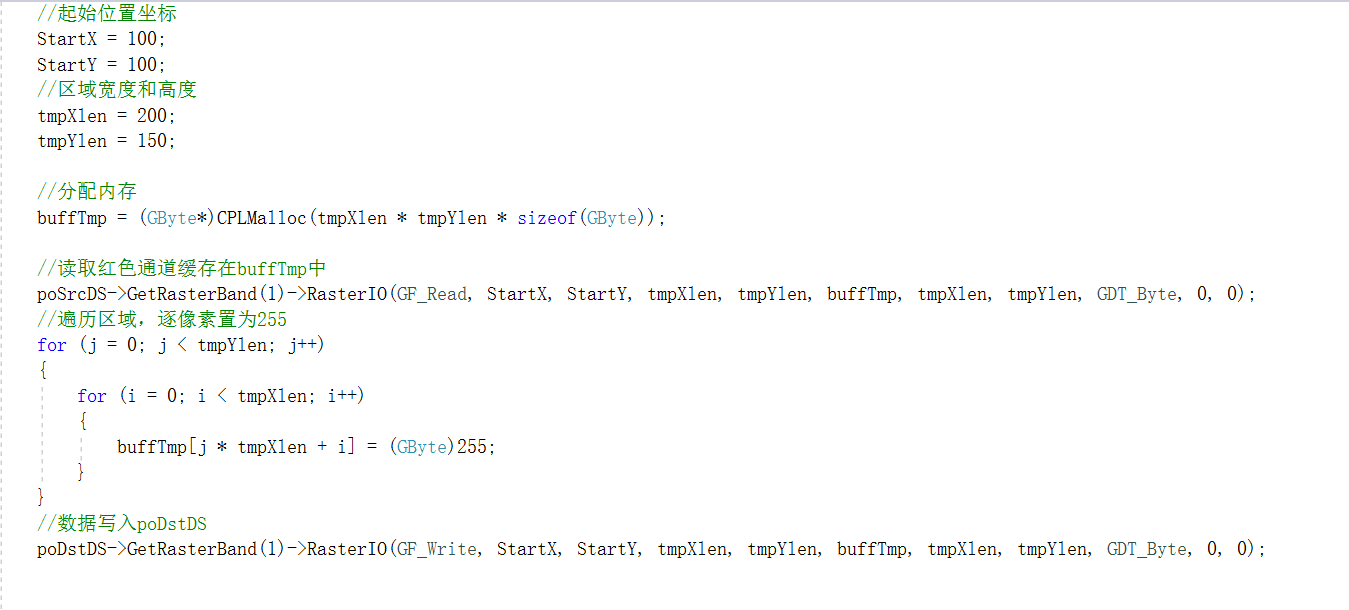 //起始位置坐标
StartX = 100;
StartY = 100;
//区域宽度和高度
tmpXlen = 200;
tmpYlen = 150;
//分配内存
buffTmp = (GByte*)CPLMalloc(tmpXlen * tmpYlen * sizeof(GByte));
//读取红色通道缓存在buffTmp中
poSrcDS->GetRasterBand(1)->RasterIO(GF_Read, StartX, StartY, tmpXlen, tmpYlen, buffTmp, tmpXlen, tmpYlen, GDT_Byte, 0, 0);
//遍历区域，逐像素置为255
for (j = 0; j < tmpYlen; j++)
{
    for (i = 0; i < tmpXlen; i++)
    {
        buffTmp[j * tmpXlen + i] = (GByte)255;
    }
}
//数据写入poDstDS
poDstDS->GetRasterBand(1)->RasterIO(GF_Write, StartX, StartY, tmpXlen, tmpYlen, buffTmp, tmpXlen, tmpYlen, GDT_Byte, 0, 0);